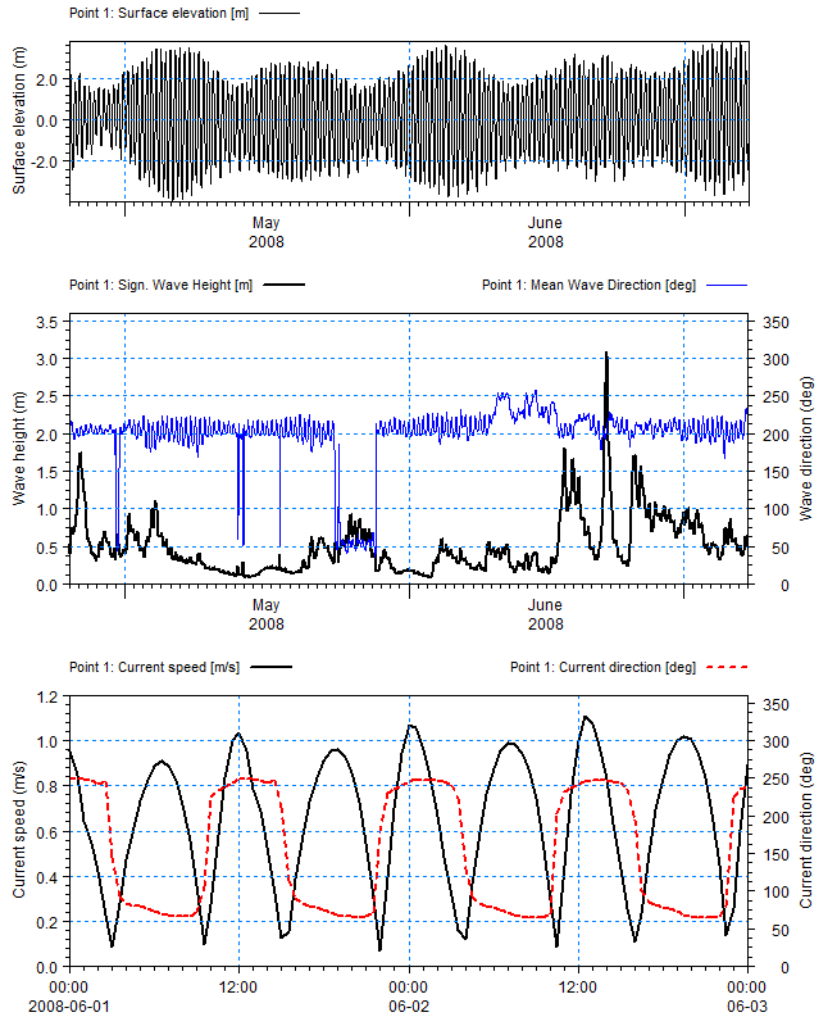 Point 1: Surface elevation [m]
Surface elevation (m)
2.0
0.0
-2.0
May
2008
June
2008
Point 1: Sign. Wave Height [m]
Point 1: Mean Wave Direction [deg]
Wave height (m)
3.5
3.0
2.5
2.0
1.5
1.0
0.5
0.0
350
300
250
200
150
100
50
0
Wave direction (deg)
May
2008
June
2008
Point 1: Current speed [m/s]
Point 1: Current direction [deg]
Current speed (m/s)
1.2
1.0
0.8
0.6
0.4
0.2
0.0
350
300
250
200
150
100
50
0
Current direction (deg)
00:00 12:00 00:00 12:00 00:00
2008-06-01 06-02 06-03